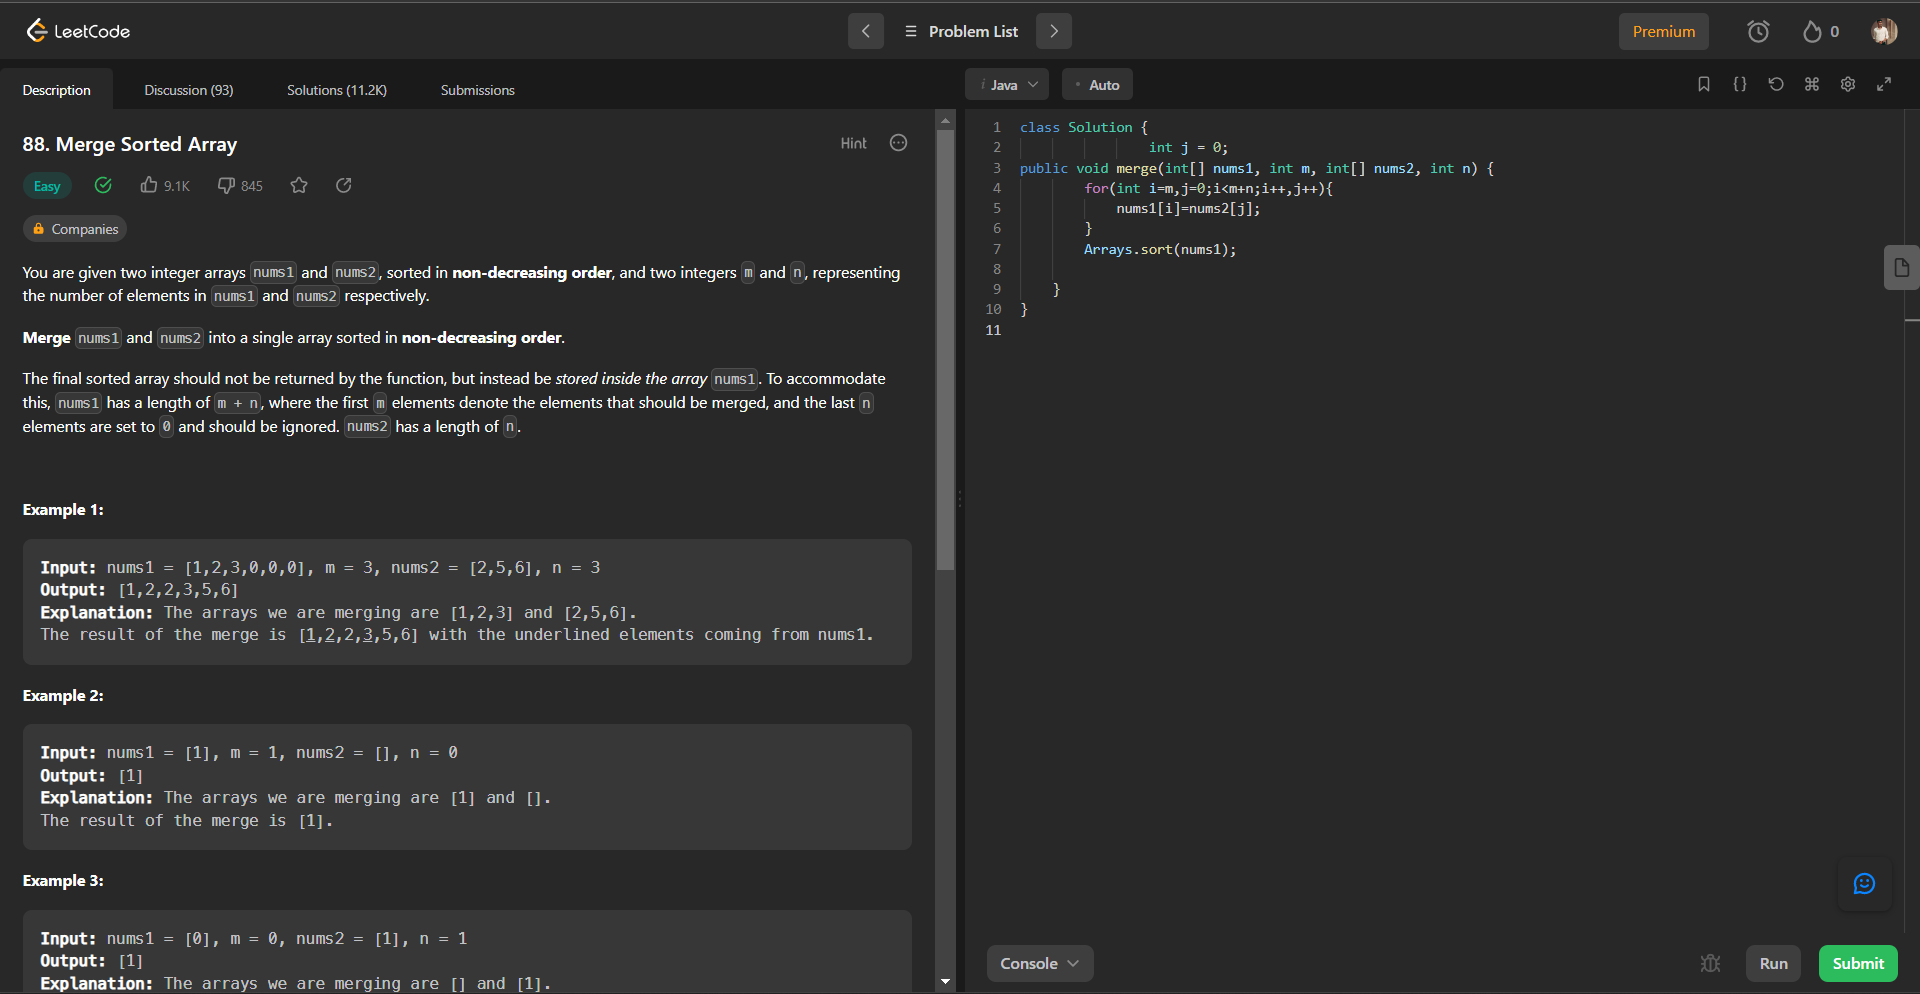 LeetCode
Problem List
Premium
0
Description
Discussion (93)
Solutions (11.2K)
Submissions
88. Merge Sorted Array
Hint
Easy
9.1K
845
Companies
You are given two integer arrays nums1 and nums2, sorted in non-decreasing order, and two integers m and n, representing
the number of elements in nums1 and nums2 respectively.
Merge nums1 and nums2 into a single array sorted in non-decreasing order.
The final sorted array should not be returned by the function, but instead be stored inside the array nums1. To accommodate
this, nums1 has a length of m + n, where the first m elements denote the elements that should be merged, and the last n
elements are set to 0 and should be ignored. nums2 has a length of n.
Example 1:
Input: nums1 = [1,2,3,0,0,0], m = 3, nums2 = [2,5,6], n = 3
Output: [1,2,2,3,5,6]
Explanation: The arrays we are merging are [1,2,3] and [2,5,6].
The result of the merge is [1,2,2,3,5,6] with the underlined elements coming from nums1.
Example 2:
Input: nums1 = [1], m = 1, nums2 = [], n = 0
Output: [1]
Explanation: The arrays we are merging are [1] and [].
The result of the merge is [1].
Example 3:
Input: nums1 = [0], m = 0, nums2 = [1], n = 1
Output: [1]
Explanation: The arrays we are merging are [] and [1].
i Java
Auto
1 class Solution {
2 int j = 0;
3 public void merge(int[] nums1, int m, int[] nums2, int n) {
4 for(int i=m,j=0;i<m+n;i++,j++){
5 nums1[i]=nums2[j];
6 }
7 Arrays.sort(nums1);
8
9 }
10 }
11
Console
Run
Submit